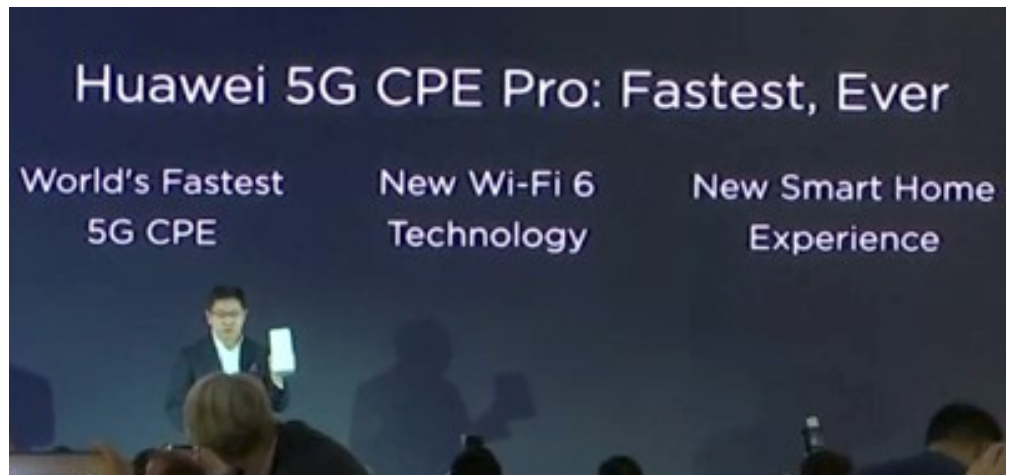 Huawei 5G CPE Pro: Fastest, Ever
World's Fastest
5G CPE
New Wi-Fi 6
Technology
New Smart Home
Experience